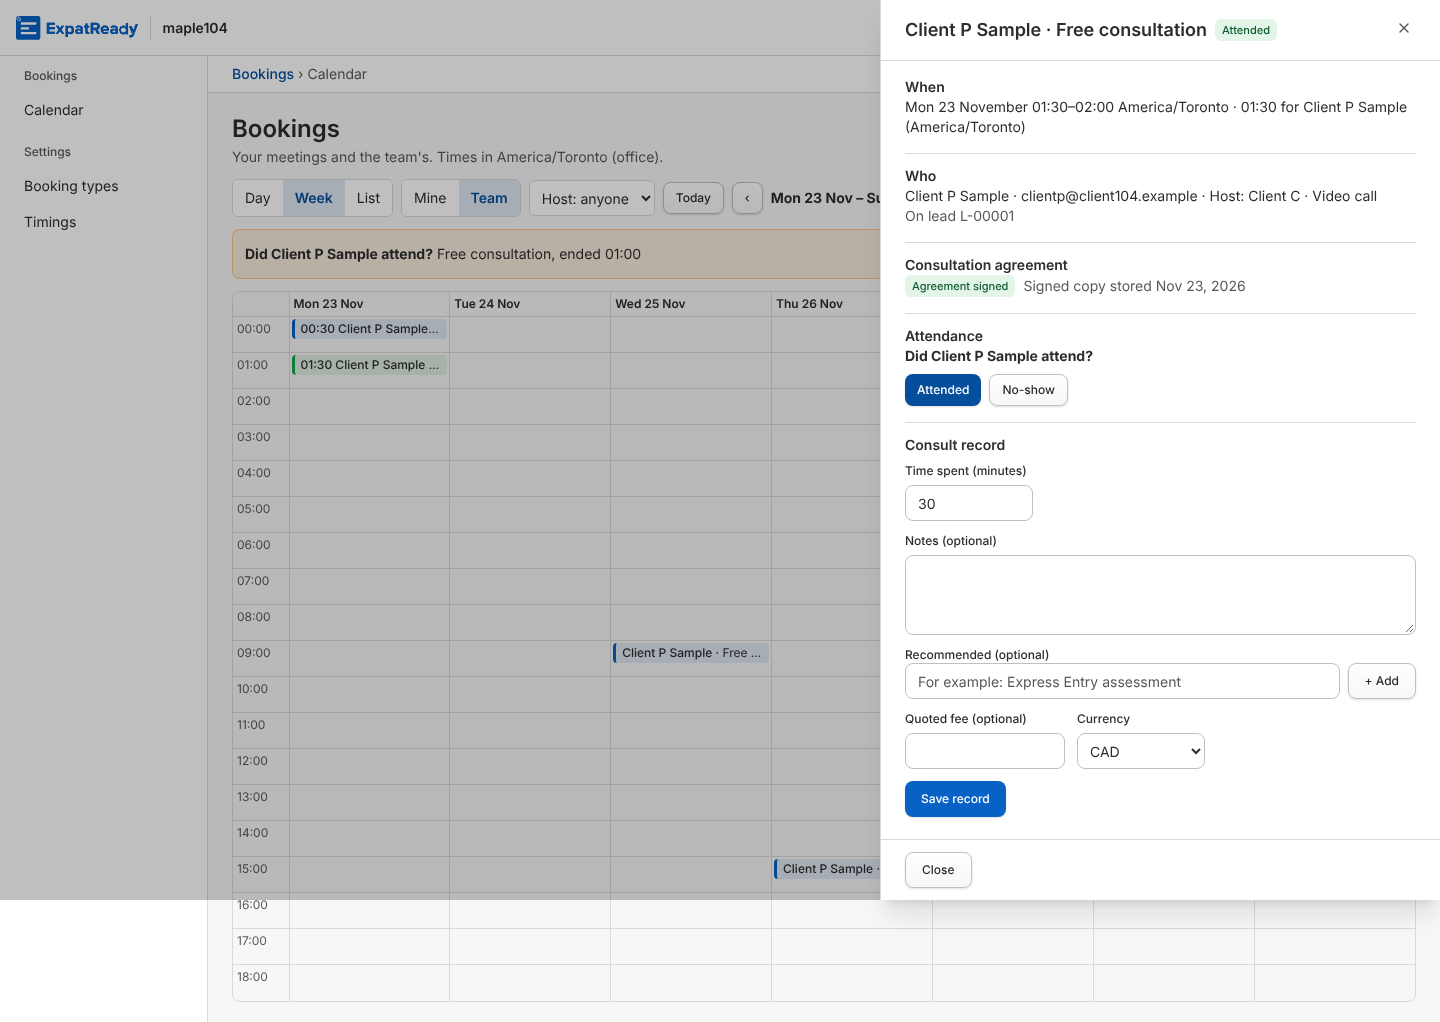 ExpatReady
maple104
Bookings
Calendar
Settings
Booking types
Timings
Bookings › Calendar
Bookings
Your meetings and the team's. Times in America/Toronto (office).
Day
Week
List
Mine
Team
Host: anyone
Today
‹
Mon 23 Nov – Su
Did Client P Sample attend? Free consultation, ended 01:00
Mon 23 Nov
Tue 24 Nov
Wed 25 Nov
Thu 26 Nov
00:00
00:30 Client P Sample...
01:00
01:30 Client P Sample ...
02:00
03:00
04:00
05:00
06:00
07:00
08:00
09:00
Client P Sample · Free ...
10:00
11:00
12:00
13:00
14:00
15:00
Client P Sample ·
16:00
17:00
18:00
Client P Sample · Free consultation
Attended
×
When
Mon 23 November 01:30–02:00 America/Toronto · 01:30 for Client P Sample
(America/Toronto)
Who
Client P Sample · clientp@client104.example · Host: Client C · Video call
On lead L-00001
Consultation agreement
Agreement signed
Signed copy stored Nov 23, 2026
Attendance
Did Client P Sample attend?
Attended
No-show
Consult record
Time spent (minutes)
30
Notes (optional)
Recommended (optional)
For example: Express Entry assessment
+ Add
Quoted fee (optional)
Currency
CAD
Save record
Close